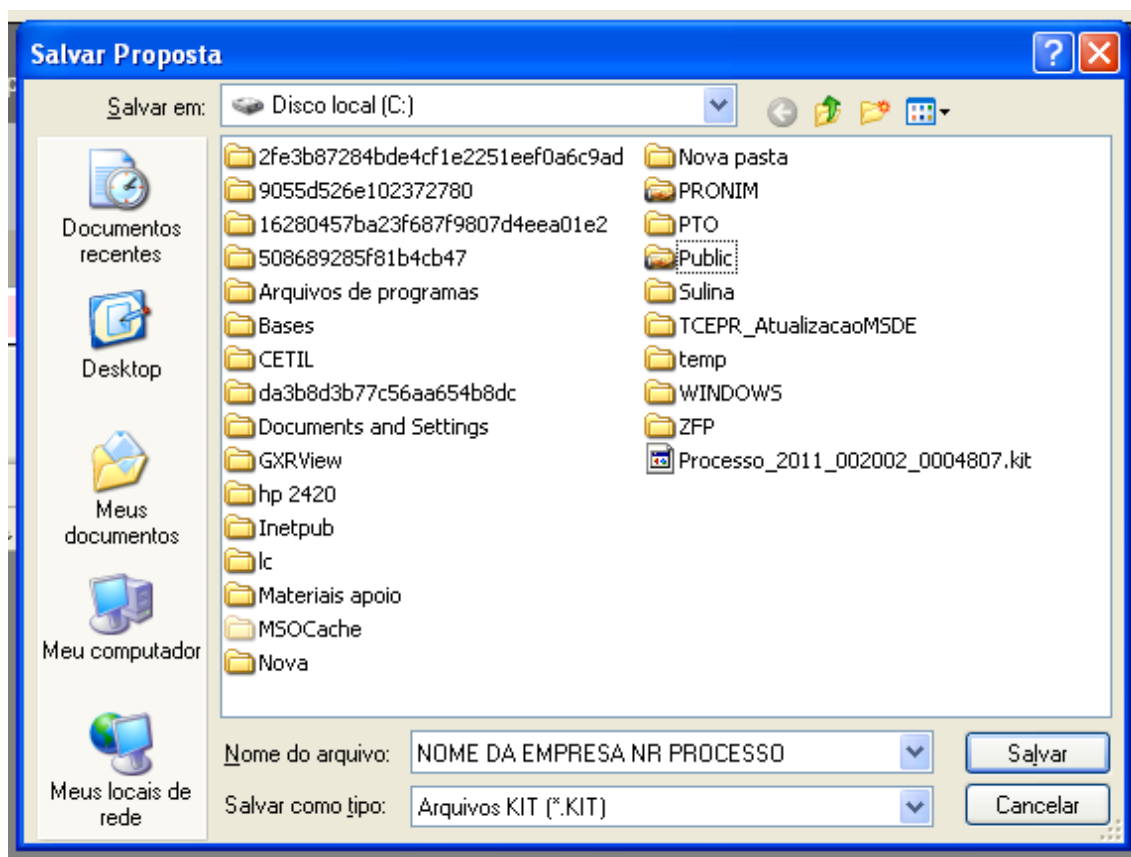 Salvar Proposta
Salvar em:
Disco local (C:)
Documentos
recentes
Desktop
Meus
documentos
Meu computador
Meus locais de
rede
2fe3b87284bde4cf1e2251eef0a6c9ad
9055d526e102372780
16280457ba23f687f9807d4eea01e2
508689285f81b4cb47
Arquivos de programas
Bases
CETIL
da3b8d3b77c56aa654b8dc
Documents and Settings
GXRView
hp 2420
Inetpub
lc
Materiais apoio
MSOCache
Nova
Nova pasta
PRONIM
PTO
Public
Sulina
TCEPR_AtualizacaoMSDE
temp
WINDOWS
ZFP
Processo_2011_002002_0004807.kit
Nome do arquivo:
NOME DA EMPRESA NR PROCESSO
Salvar
Salvar como tipo:
Arquivos KIT (*.KIT)
Cancelar